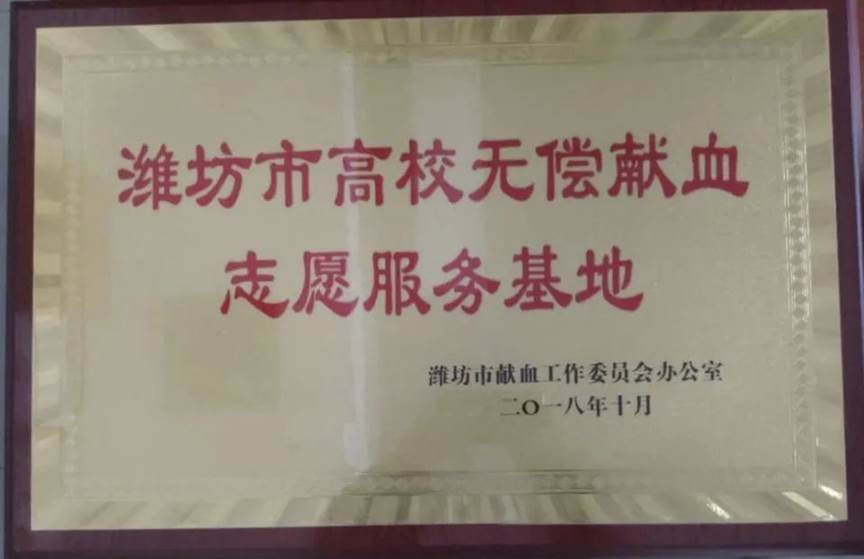 潍坊市高校无偿献血
志愿服务基地
潍坊市献血工作委员会办公室
二〇一八年十月